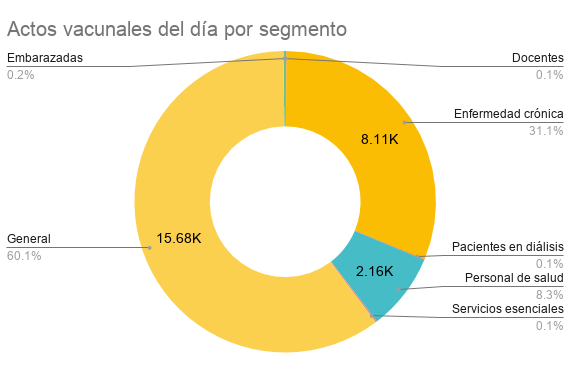 Actos vacunales del día por segmento
Embarazadas
0.2%
Docentes
0.1%
Enfermedad crónica
31.1%
8.11K
General
60.1%
15.68K
Pacientes en diálisis
0.1%
2.16K
Personal de salud
8.3%
Servicios esenciales
0.1%